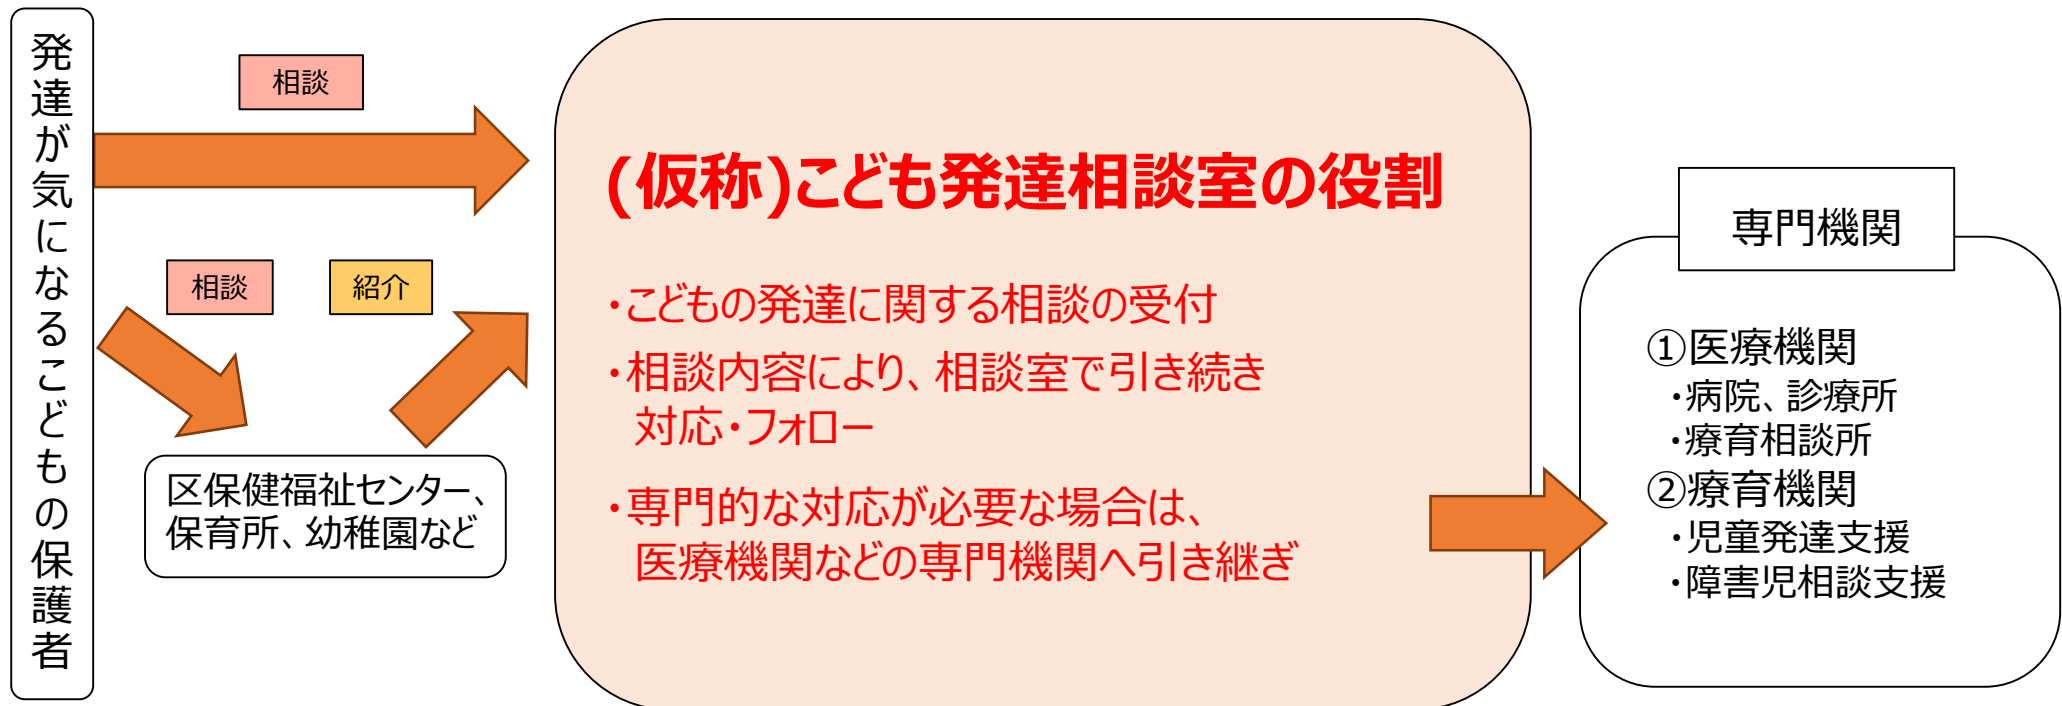 発達が気になるこどもの保護者
相談
相談
紹介
区保健福祉センター、
保育所、幼稚園など
(仮称)こども発達相談室の役割
・こどもの発達に関する相談の受付
・相談内容により、相談室で引き続き
対応・フォロー
・専門的な対応が必要な場合は、
医療機関などの専門機関へ引き継ぎ
専門機関
①医療機関
・病院、診療所
・療育相談所
②療育機関
・児童発達支援
・障害児相談支援